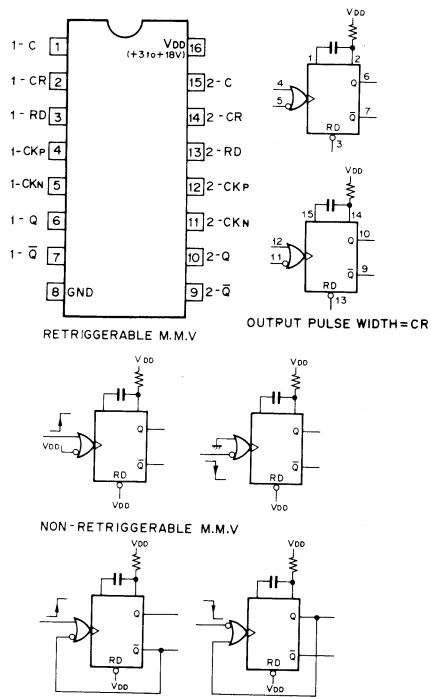 1-C 1
VDD 16
(+3 to +18V)
1-CR 2
15 2-C
1-RD 3
14 2-CR
1-CKP 4
13 2-RD
1-CKN 5
12 2-CKP
1-Q 6
11 2-CKN
1-Q̅ 7
10 2-Q
8 GND
9 2-Q̅
VDD
1 2
4
5
Q 6
Q̅ 7
RD
3
VDD
15 14
12
11
Q 10
Q̅ 9
RD
13
OUTPUT PULSE WIDTH=CR
RETRIGGERABLE M.M.V
VDD
VDD
Q
Q̅
RD
VDD
VDD
Q
Q̅
RD
VDD
NON-RETRIGGERABLE M.M.V
VDD
Q
Q̅
RD
VDD
VDD
Q
Q̅
RD
VDD